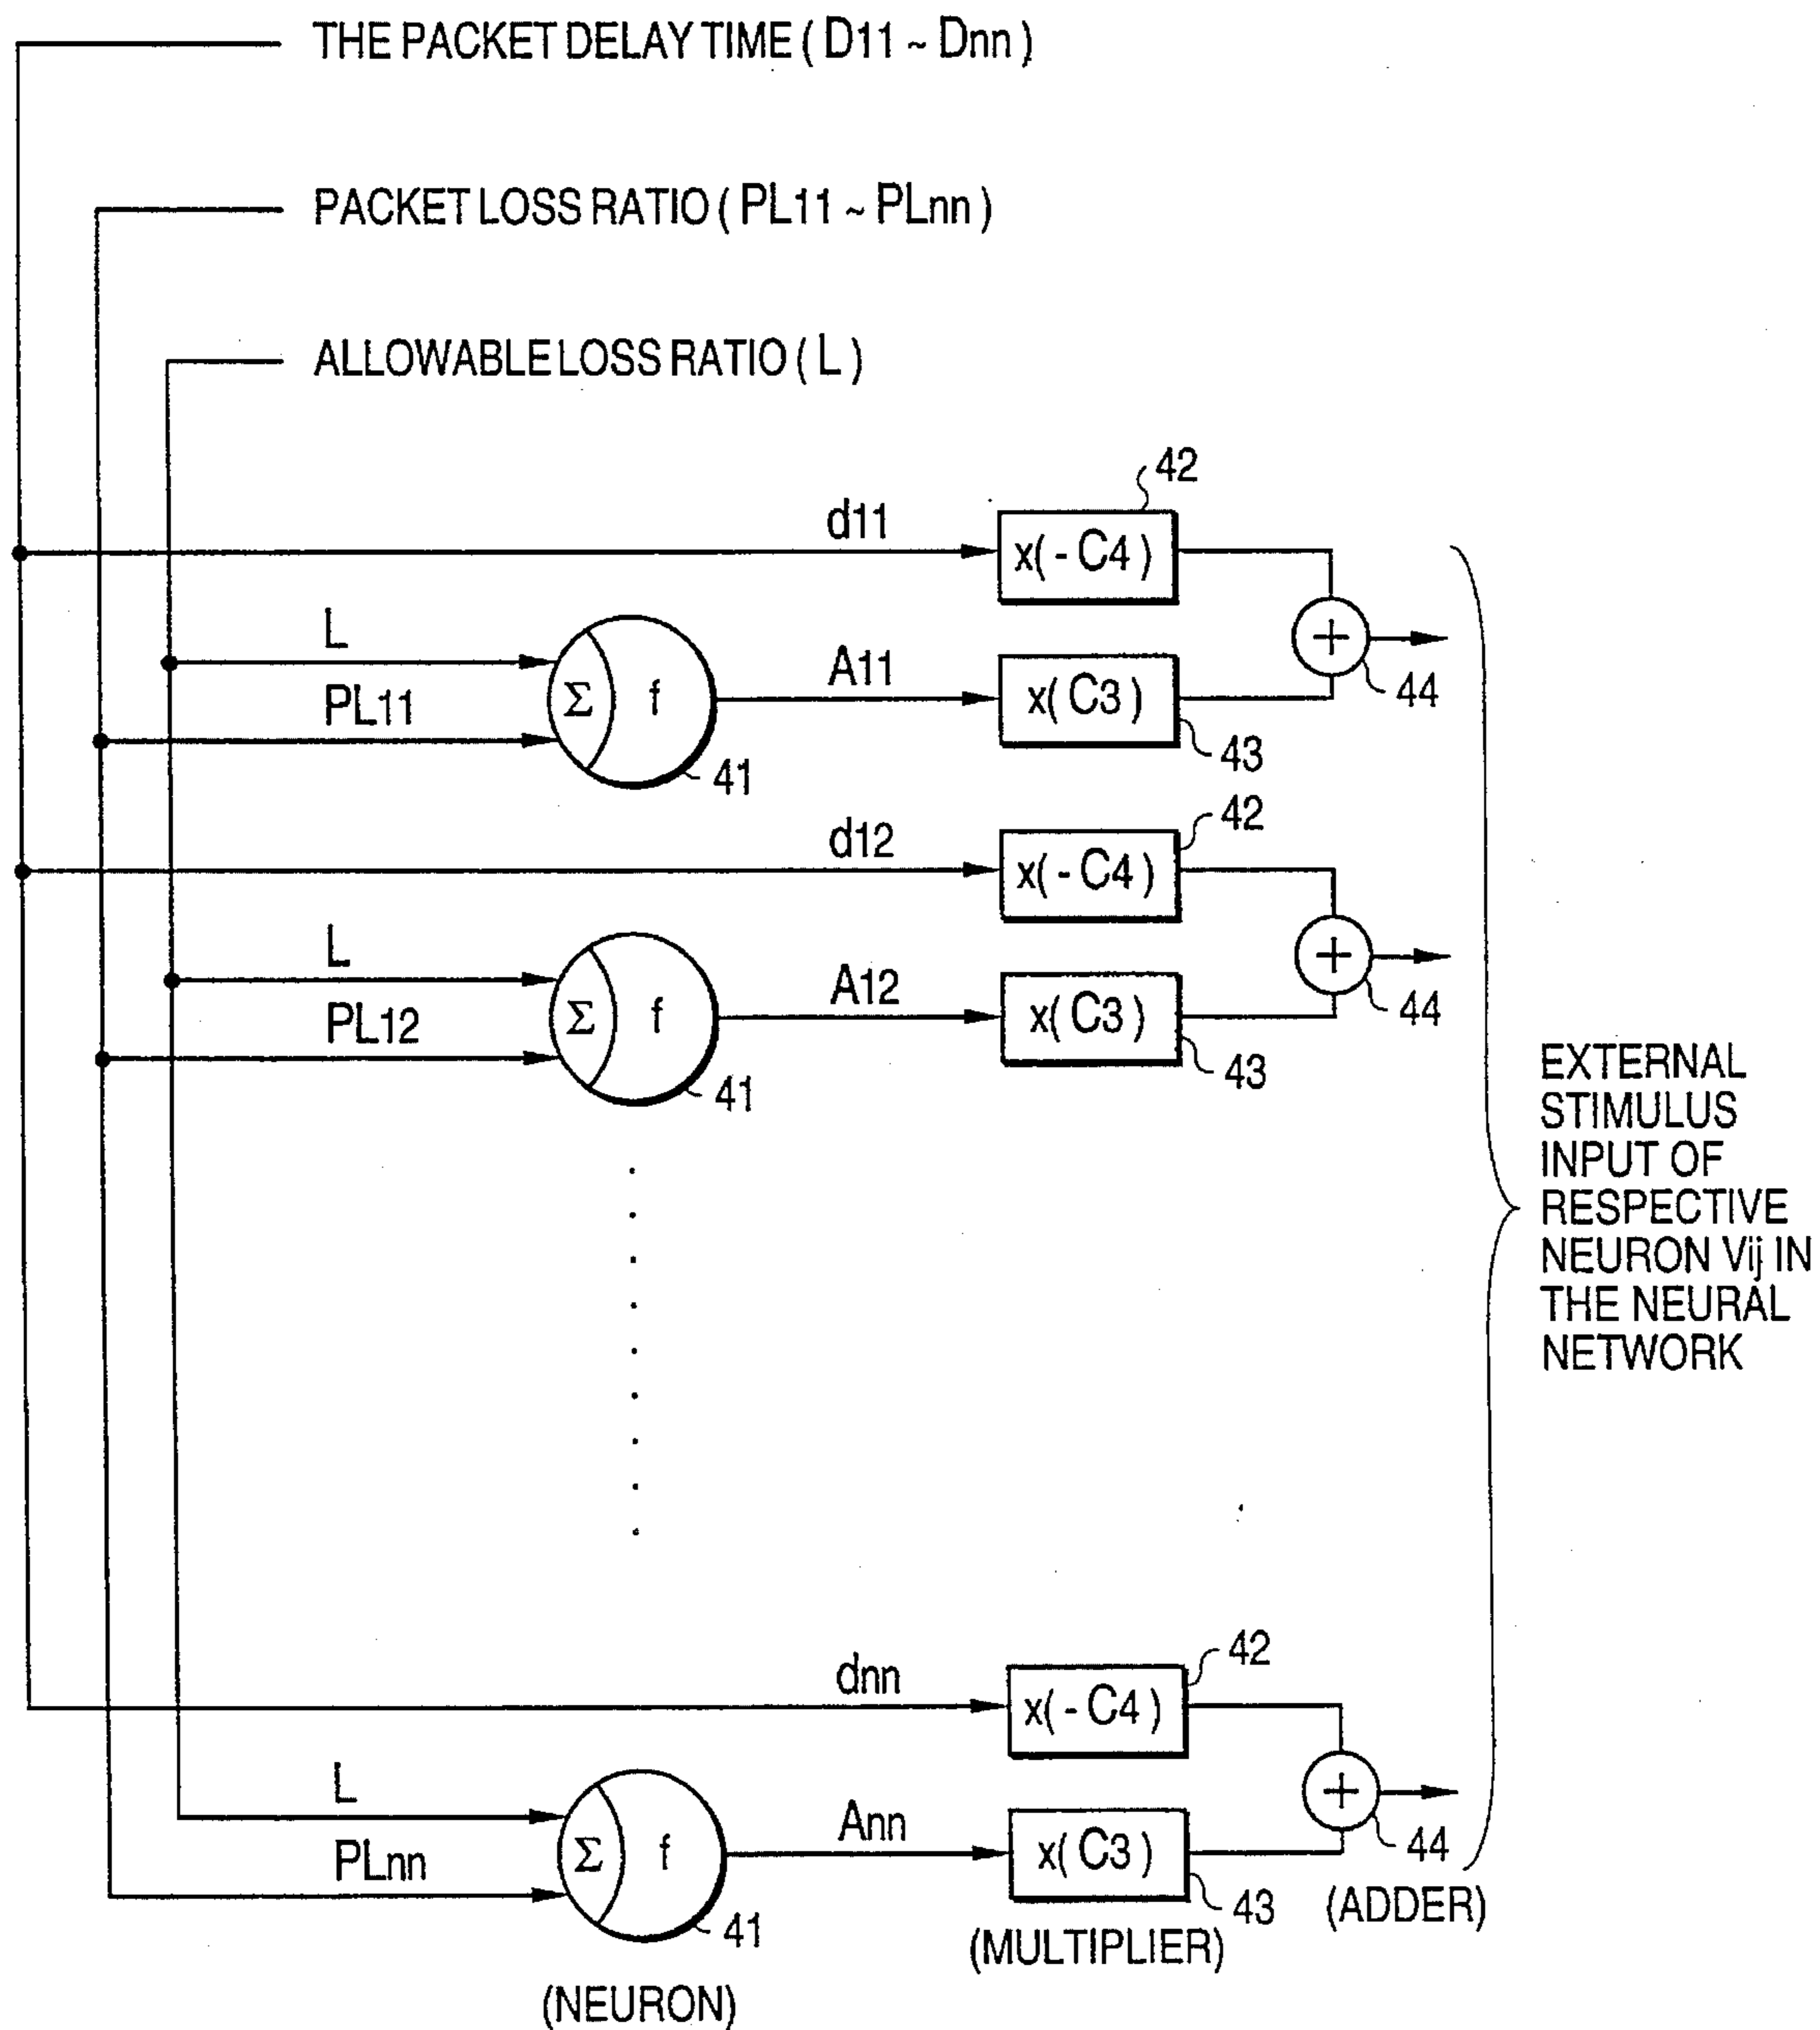 THE PACKET DELAY TIME ( D11 ~ Dnn )
PACKET LOSS RATIO ( PL11 ~ PLnn )
ALLOWABLE LOSS RATIO ( L )
42
d11
x( - C4 )
L
Σ f
A11
x( C3 )
+
44
PL11
41
43
42
d12
x( - C4 )
L
Σ f
A12
x( C3 )
+
44
PL12
41
43
EXTERNAL
STIMULUS
INPUT OF
RESPECTIVE
NEURON Vij IN
THE NEURAL
NETWORK
42
dnn
x( - C4 )
L
Σ f
Ann
x( C3 )
+
44
PLnn
41
43
(ADDER)
(MULTIPLIER)
(NEURON)